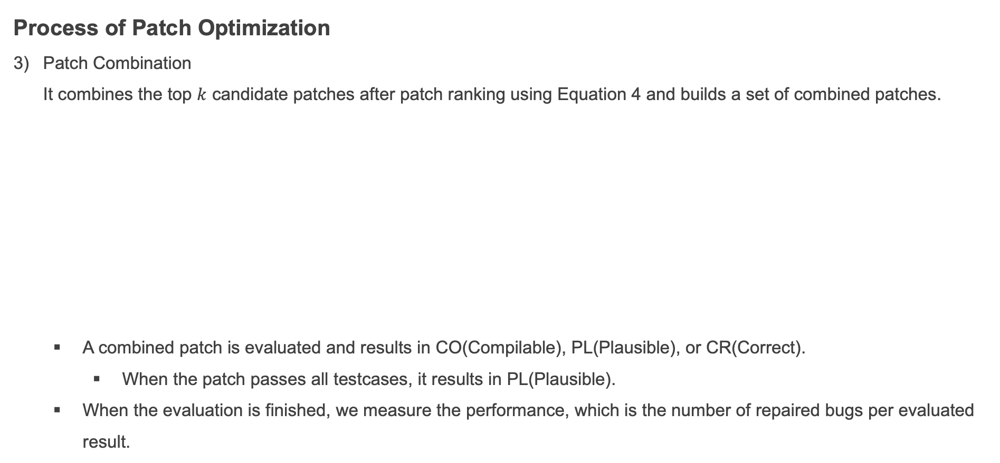 Process of Patch Optimization
3) Patch Combination
It combines the top k candidate patches after patch ranking using Equation 4 and builds a set of combined patches.
▪ A combined patch is evaluated and results in CO(Compilable), PL(Plausible), or CR(Correct).
▪ When the patch passes all testcases, it results in PL(Plausible).
▪ When the evaluation is finished, we measure the performance, which is the number of repaired bugs per evaluated
result.